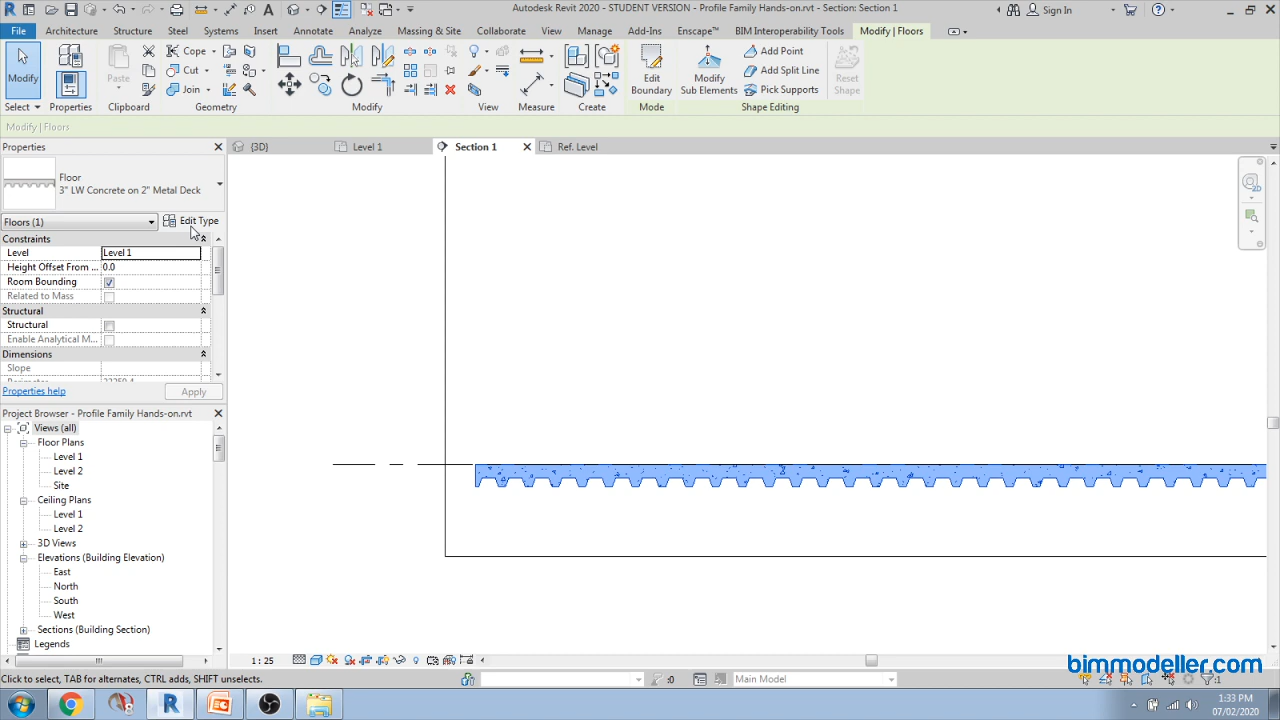 Autodesk Revit 2020 - STUDENT VERSION - Profile Family Hands-on.rvt - Section: Section 1
Sign In
File Architecture Structure Steel Systems Insert Annotate Analyze Massing & Site Collaborate View Manage Add-Ins Enscape™ BIM Interoperability Tools Modify | Floors
Modify Paste Cope Cut Join Edit Boundary Modify Sub Elements Add Point Add Split Line Pick Supports Reset Shape
Select Properties Clipboard Geometry Modify View Measure Create Mode Shape Editing
Modify | Floors
Properties {3D} Level 1 Section 1 Ref. Level
Floor
3" LW Concrete on 2" Metal Deck
Floors (1) Edit Type
Constraints
Level Level 1
Height Offset From ... 0.0
Room Bounding
Related to Mass
Structural
Structural
Enable Analytical M...
Dimensions
Slope
Properties help Apply
Project Browser - Profile Family Hands-on.rvt
Views (all)
Floor Plans
Level 1
Level 2
Site
Ceiling Plans
Level 1
Level 2
3D Views
Elevations (Building Elevation)
East
North
South
West
Sections (Building Section)
Legends
1 : 25
2D
bimmodeller.com
Click to select, TAB for alternates, CTRL adds, SHIFT unselects. :0 Main Model :1
1:33 PM
07/02/2020